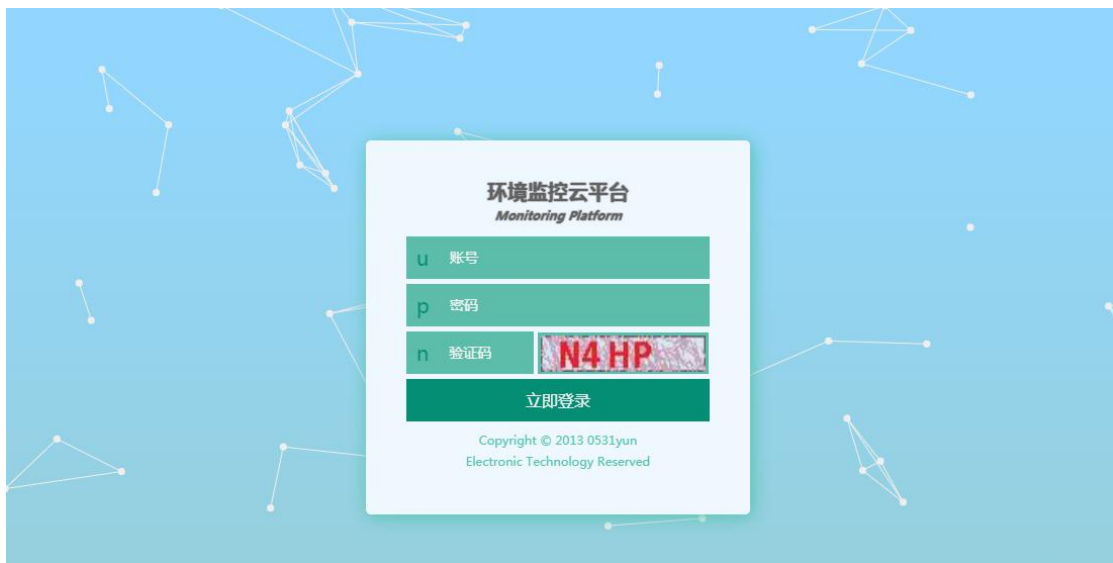 环境监控云平台
Monitoring Platform
u 账号
p 密码
n 验证码 N4 HP
立即登录
Copyright © 2013 0531yun
Electronic Technology Reserved